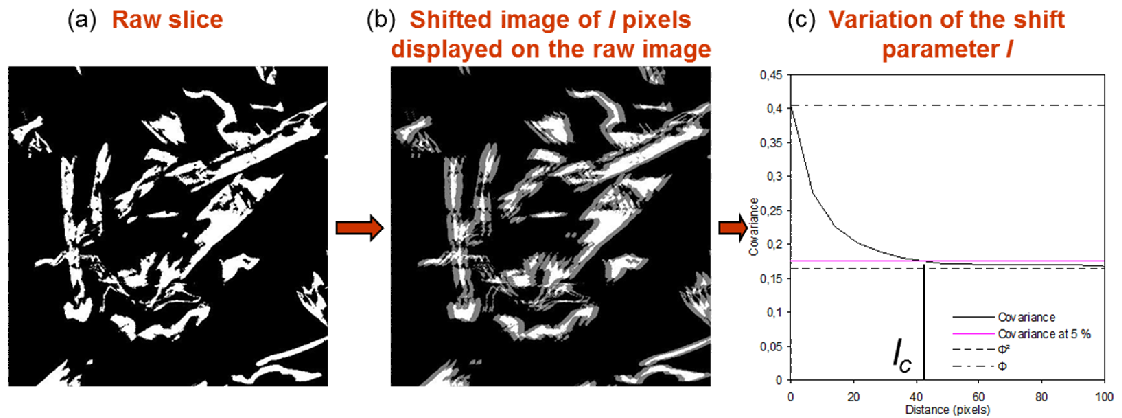 (a) Raw slice
(b) Shifted image of l pixels
displayed on the raw image
(c) Variation of the shift
parameter l
0,45
0,4
0,35
0,3
0,25
0,2
0,15
0,1
0,05
0
Covariance
lc
Covariance
Covariance at 5 %
Φ²
Φ
0 20 40 60 80 100
Distance (pixels)